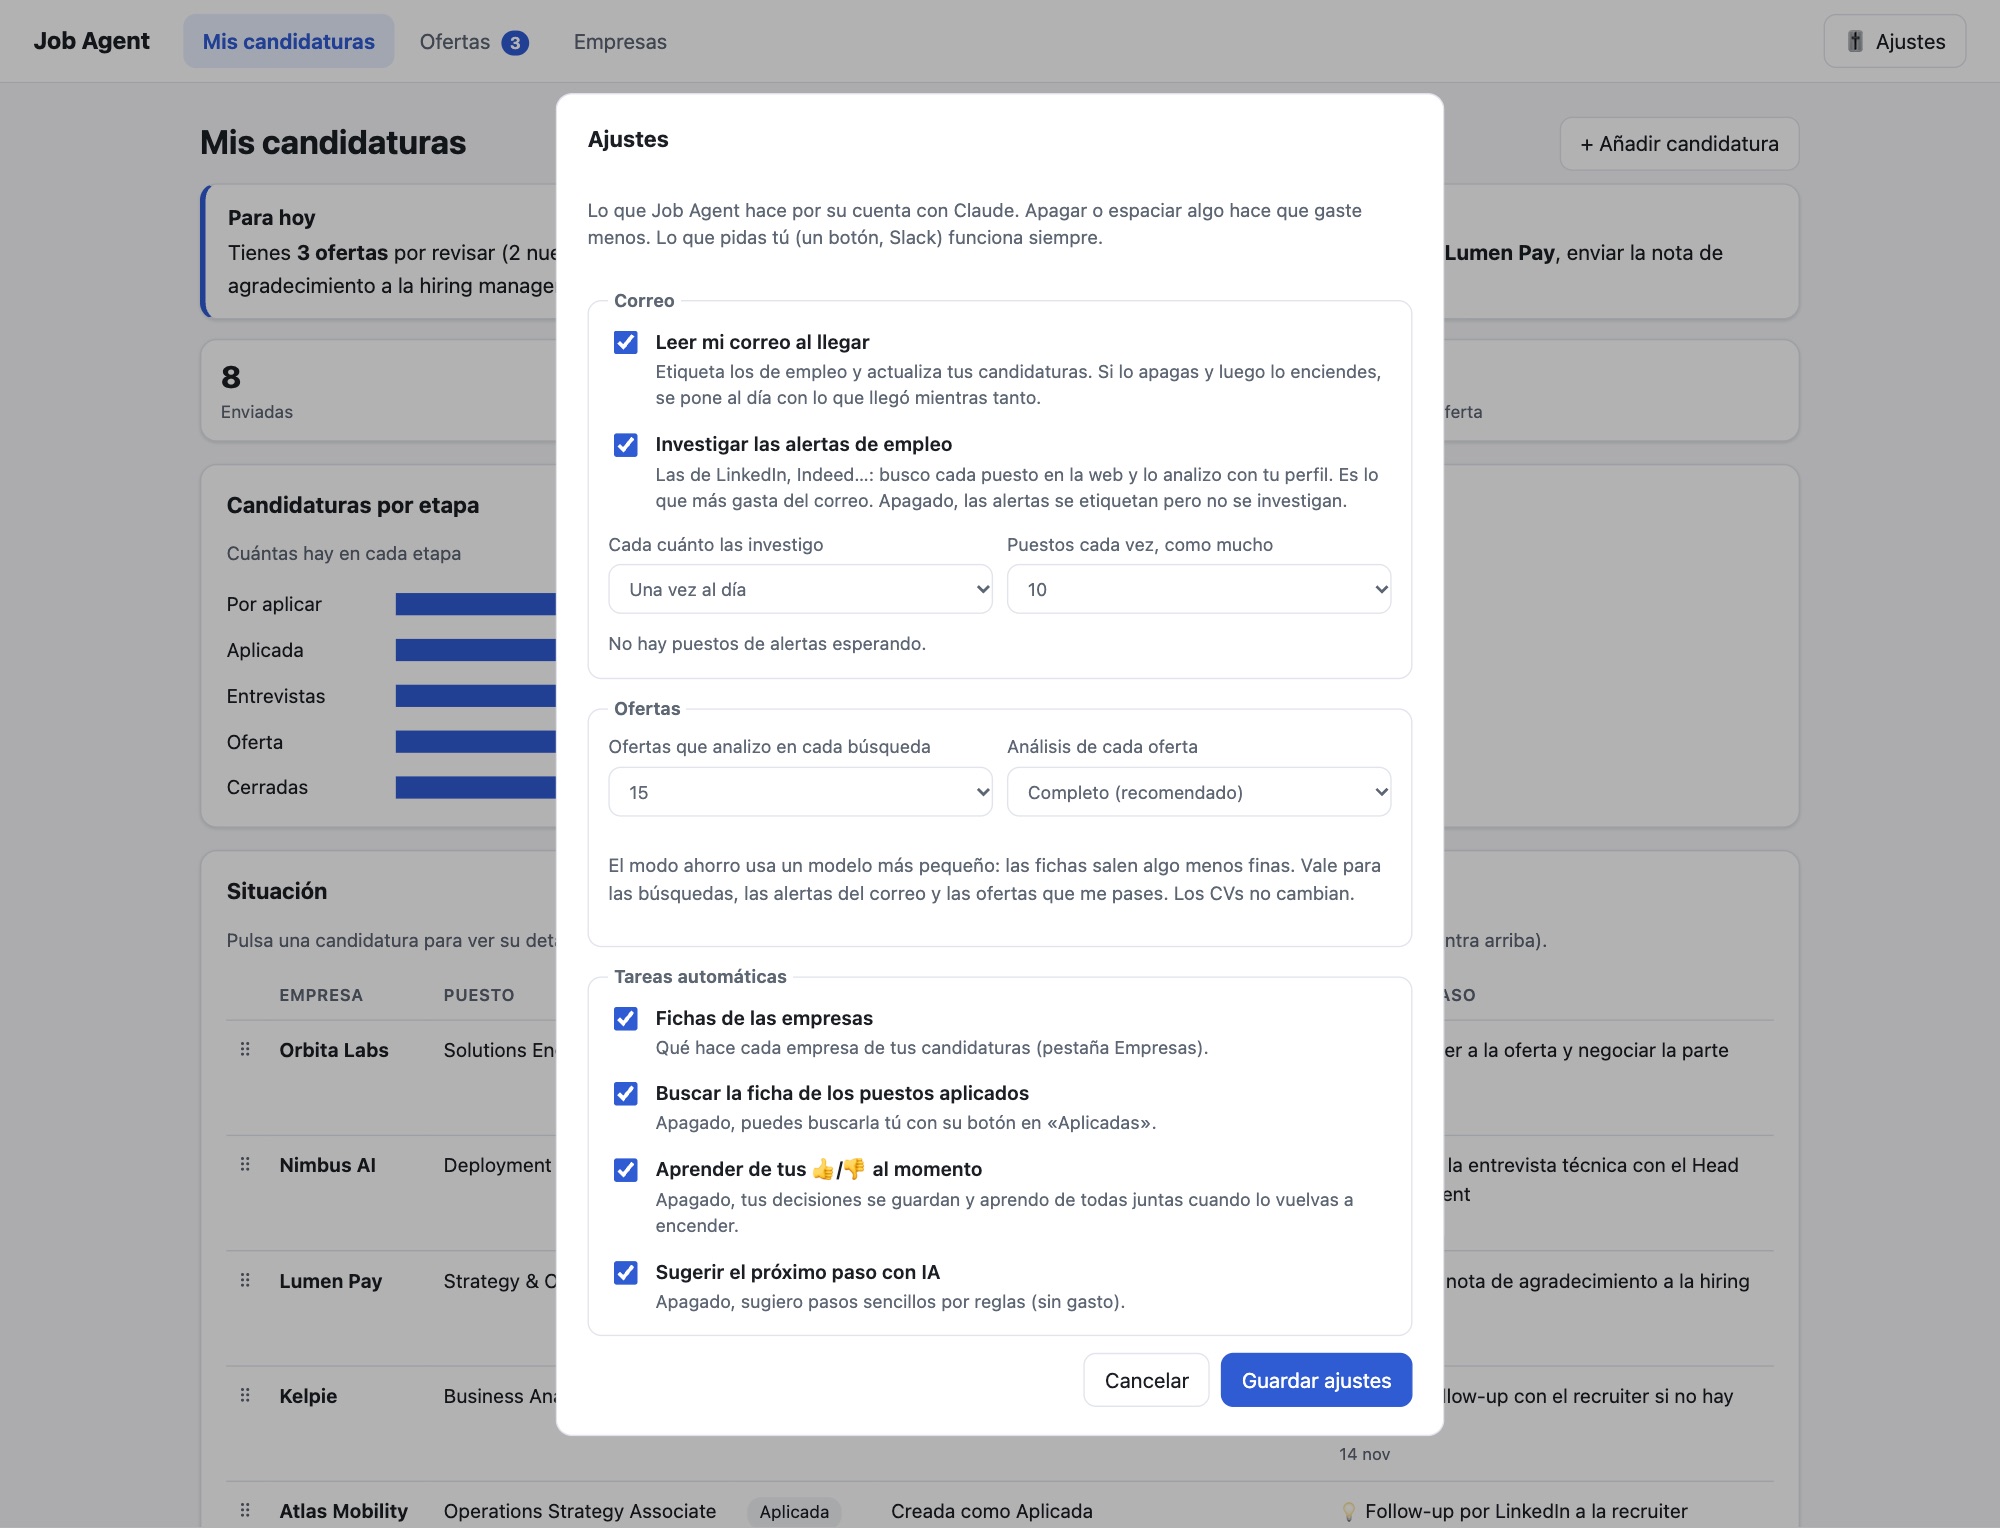 Job Agent
Mis candidaturas
Ofertas 3
Empresas
Ajustes
Mis candidaturas
+ Añadir candidatura
Para hoy
Tienes 3 ofertas por revisar (2
Lumen Pay, enviar la nota de
agradecimiento a la hiring
8
Enviadas
Candidaturas por etapa
Cuántas hay en cada etapa
Por aplicar
Aplicada
Entrevistas
Oferta
Cerradas
Situación
Pulsa una candidatura para ver su
arriba).
EMPRESA
PUESTO
Orbita Labs
Solutions
a la oferta y negociar la parte
Nimbus AI
Deployment
la entrevista técnica con el Head
Lumen Pay
Strategy &
nota de agradecimiento a la hiring
Kelpie
Business
con el recruiter si no hay
14 nov
Atlas Mobility
Operations Strategy Associate
Aplicada
Creada como Aplicada
Follow-up por LinkedIn a la recruiter
Ajustes
Lo que Job Agent hace por su cuenta con Claude. Apagar o espaciar algo hace que gaste
menos. Lo que pidas tú (un botón, Slack) funciona siempre.
Correo
Leer mi correo al llegar
Etiqueta los de empleo y actualiza tus candidaturas. Si lo apagas y luego lo enciendes,
se pone al día con lo que llegó mientras tanto.
Investigar las alertas de empleo
Las de LinkedIn, Indeed…: busco cada puesto en la web y lo analizo con tu perfil. Es lo
que más gasta del correo. Apagado, las alertas se etiquetan pero no se investigan.
Cada cuánto las investigo
Puestos cada vez, como mucho
Una vez al día
10
No hay puestos de alertas esperando.
Ofertas
Ofertas que analizo en cada búsqueda
Análisis de cada oferta
15
Completo (recomendado)
El modo ahorro usa un modelo más pequeño: las fichas salen algo menos finas. Vale para
las búsquedas, las alertas del correo y las ofertas que me pases. Los CVs no cambian.
Tareas automáticas
Fichas de las empresas
Qué hace cada empresa de tus candidaturas (pestaña Empresas).
Buscar la ficha de los puestos aplicados
Apagado, puedes buscarla tú con su botón en «Aplicadas».
Aprender de tus 👍/👎 al momento
Apagado, tus decisiones se guardan y aprendo de todas juntas cuando lo vuelvas a
encender.
Sugerir el próximo paso con IA
Apagado, sugiero pasos sencillos por reglas (sin gasto).
Cancelar
Guardar ajustes